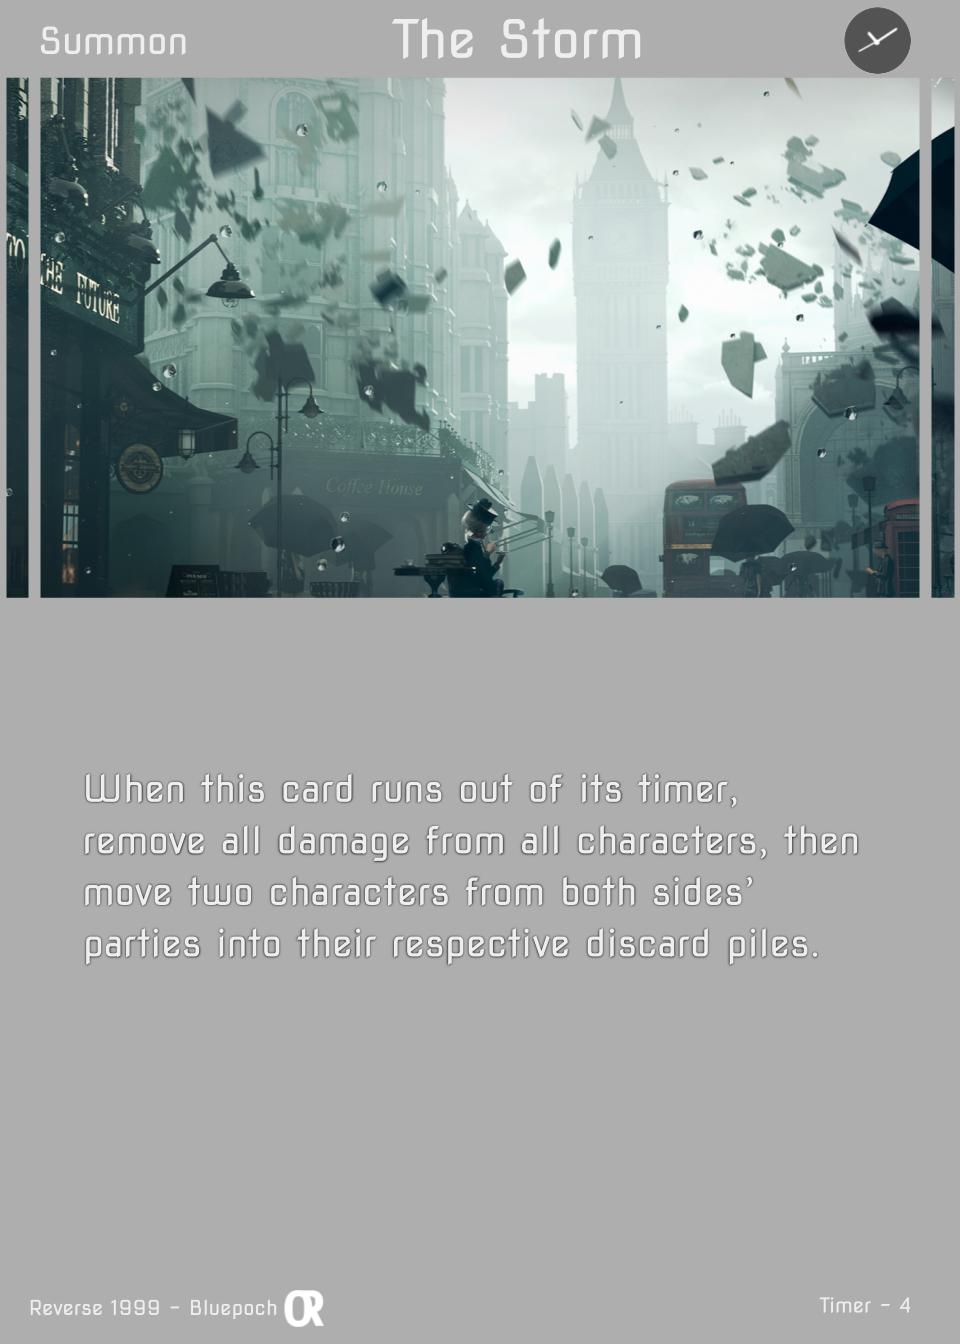 Summon
The Storm
TO
THE FUTURE
Coffee House
When this card runs out of its timer,
remove all damage from all characters, then
move two characters from both sides’
parties into their respective discard piles.
Reverse 1999 - Bluepoch
Timer - 4